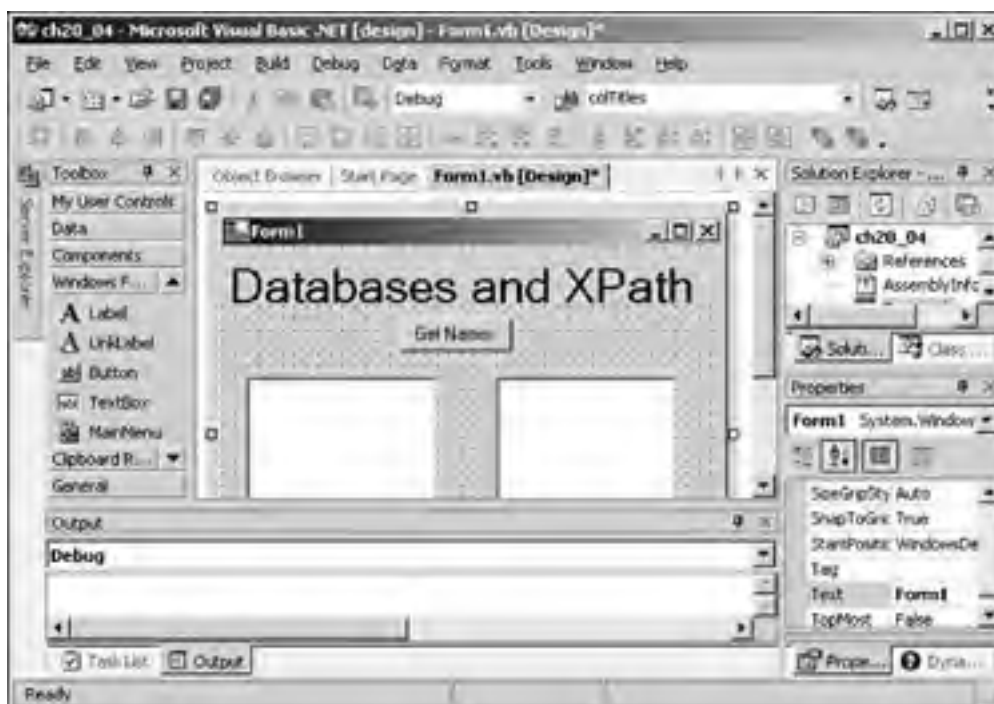 ch20_04 - Microsoft Visual Basic .NET [design] - Form1.vb [Design]*
File Edit View Project Build Debug Data Format Tools Window Help
Debug colTitles
Server Explorer
Toolbox
My User Controls
Data
Components
Windows F...
Label
LinkLabel
Button
TextBox
MainMenu
Clipboard R...
General
Object Browser Start Page Form1.vb [Design]*
Form1
Databases and XPath
Get Names
Solution Explorer - ...
ch20_04
References
AssemblyInfo
Soluti... Class...
Properties
Form1 System.Window
SizeGripSty Auto
SnapToGri True
StartPositic WindowsDe
Tag
Text Form1
TopMost False
Prope... Dyna...
Output
Debug
Task List Output
Ready